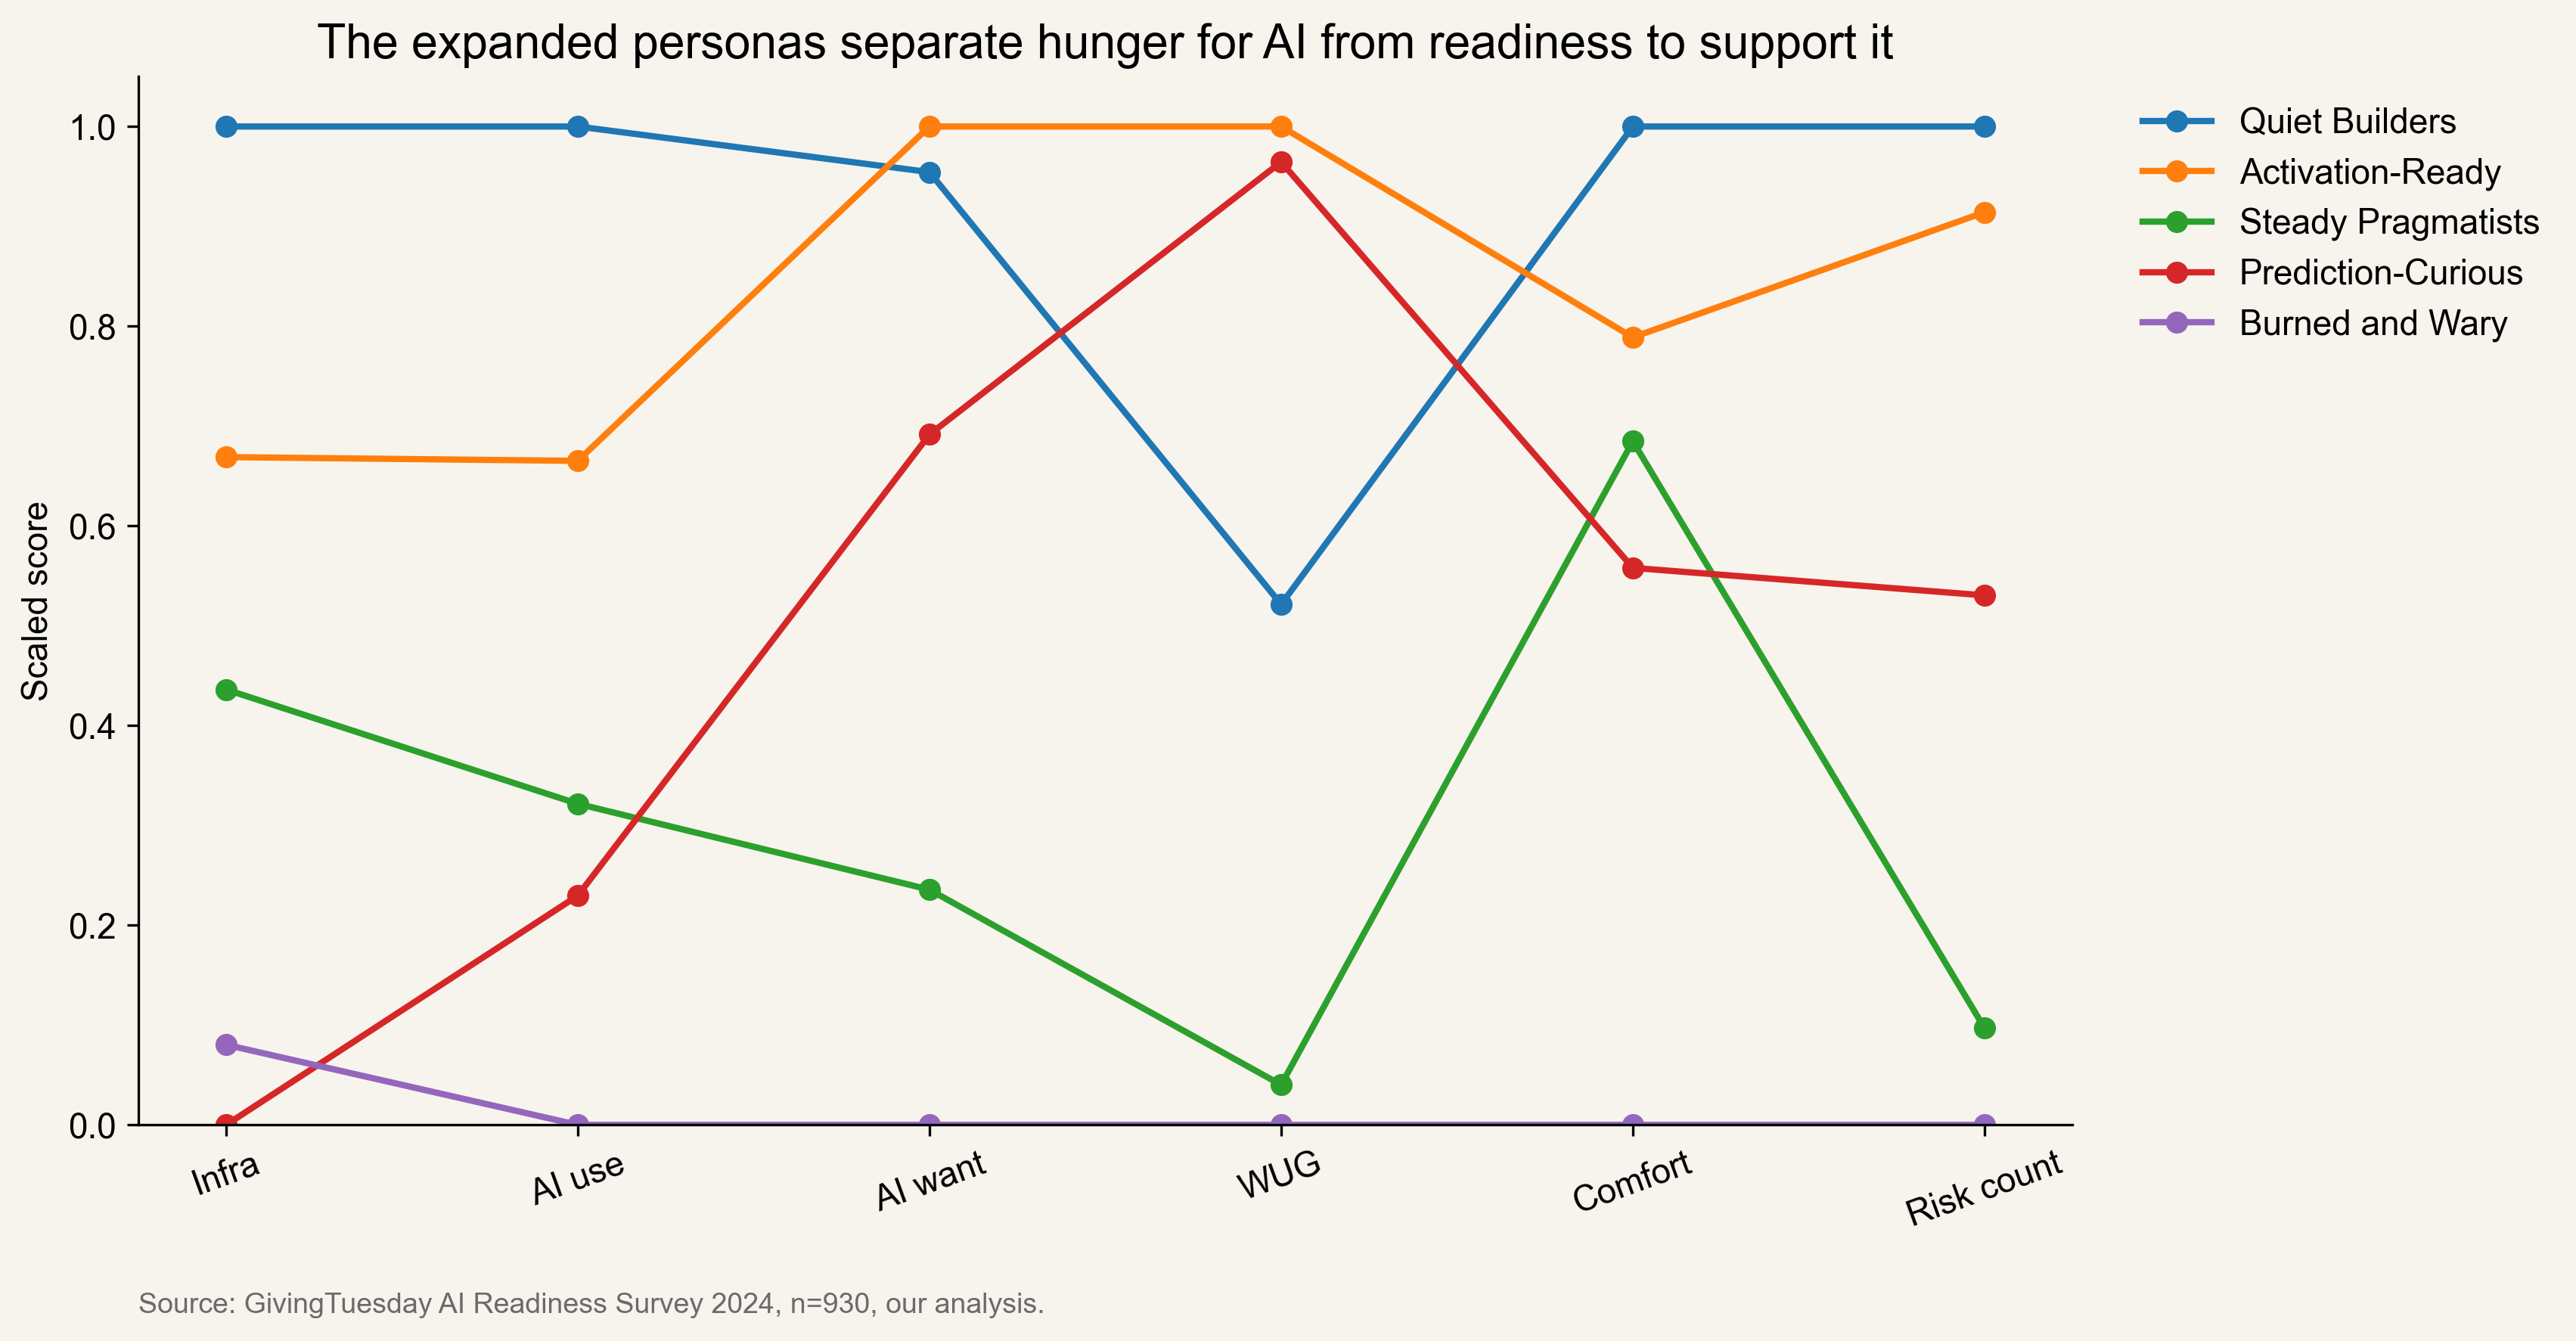 The expanded personas separate hunger for AI from readiness to support it
Scaled score
1.0
0.8
0.6
0.4
0.2
0.0
Infra
AI use
AI want
WUG
Comfort
Risk count
Quiet Builders
Activation-Ready
Steady Pragmatists
Prediction-Curious
Burned and Wary
Source: GivingTuesday AI Readiness Survey 2024, n=930, our analysis.